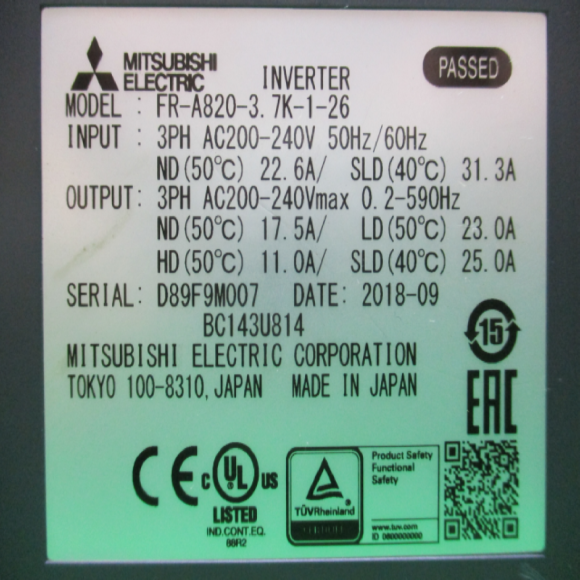 MITSUBISHI
ELECTRIC INVERTER PASSED
MODEL : FR-A820-3.7K-1-26
INPUT : 3PH AC200-240V 50Hz/60Hz
ND(50℃) 22.6A/ SLD(40℃) 31.3A
OUTPUT: 3PH AC200-240Vmax 0.2-590Hz
ND(50℃) 17.5A/ LD(50℃) 23.0A
HD(50℃) 11.0A/ SLD(40℃) 25.0A
SERIAL: D89F9M007 DATE: 2018-09
BC143U814
MITSUBISHI ELECTRIC CORPORATION
TOKYO 100-8310, JAPAN MADE IN JAPAN
15
EAC
CE
C UL US
LISTED
IND.CONT.EQ.
88R2
TÜVRheinland
CERTIFIED
Product Safety
Functional
Safety
www.tuv.com
ID 0600000000